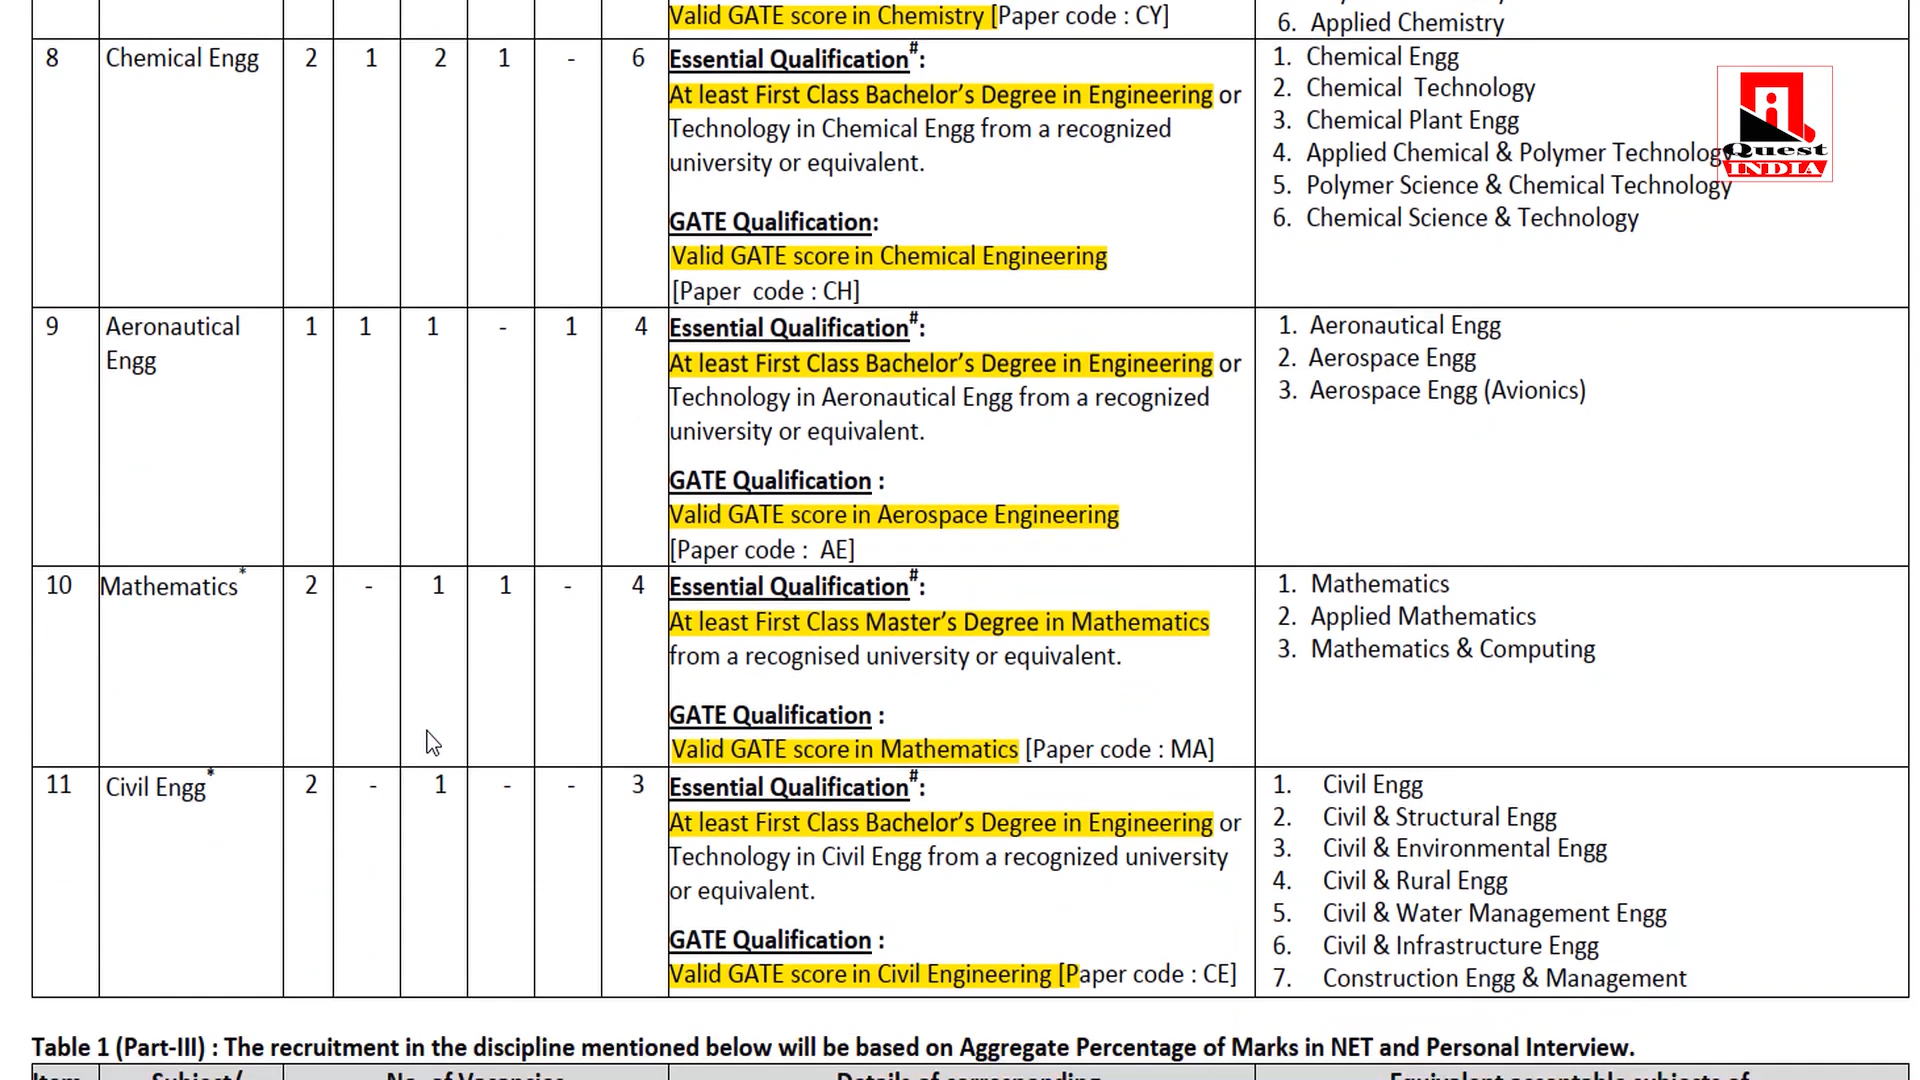 Valid GATE score in Chemistry [Paper code : CY]
6. Applied Chemistry
8 Chemical Engg 2 1 2 1 - 6
Essential Qualification#:
At least First Class Bachelor’s Degree in Engineering or
Technology in Chemical Engg from a recognized
university or equivalent.
GATE Qualification:
Valid GATE score in Chemical Engineering
[Paper code : CH]
1. Chemical Engg
2. Chemical Technology
3. Chemical Plant Engg
4. Applied Chemical & Polymer Technology
5. Polymer Science & Chemical Technology
6. Chemical Science & Technology
Quest
INDIA
9 Aeronautical 1 1 1 - 1 4
Engg
Essential Qualification#:
At least First Class Bachelor’s Degree in Engineering or
Technology in Aeronautical Engg from a recognized
university or equivalent.
GATE Qualification :
Valid GATE score in Aerospace Engineering
[Paper code : AE]
1. Aeronautical Engg
2. Aerospace Engg
3. Aerospace Engg (Avionics)
10 Mathematics* 2 - 1 1 - 4
Essential Qualification#:
At least First Class Master’s Degree in Mathematics
from a recognised university or equivalent.
GATE Qualification :
Valid GATE score in Mathematics [Paper code : MA]
1. Mathematics
2. Applied Mathematics
3. Mathematics & Computing
11 Civil Engg* 2 - 1 - - 3
Essential Qualification#:
At least First Class Bachelor’s Degree in Engineering or
Technology in Civil Engg from a recognized university
or equivalent.
GATE Qualification :
Valid GATE score in Civil Engineering [Paper code : CE]
1. Civil Engg
2. Civil & Structural Engg
3. Civil & Environmental Engg
4. Civil & Rural Engg
5. Civil & Water Management Engg
6. Civil & Infrastructure Engg
7. Construction Engg & Management
Table 1 (Part-III) : The recruitment in the discipline mentioned below will be based on Aggregate Percentage of Marks in NET and Personal Interview.
Item Subject/ No. of Vacancies Details of corresponding Equivalent acceptable subjects of